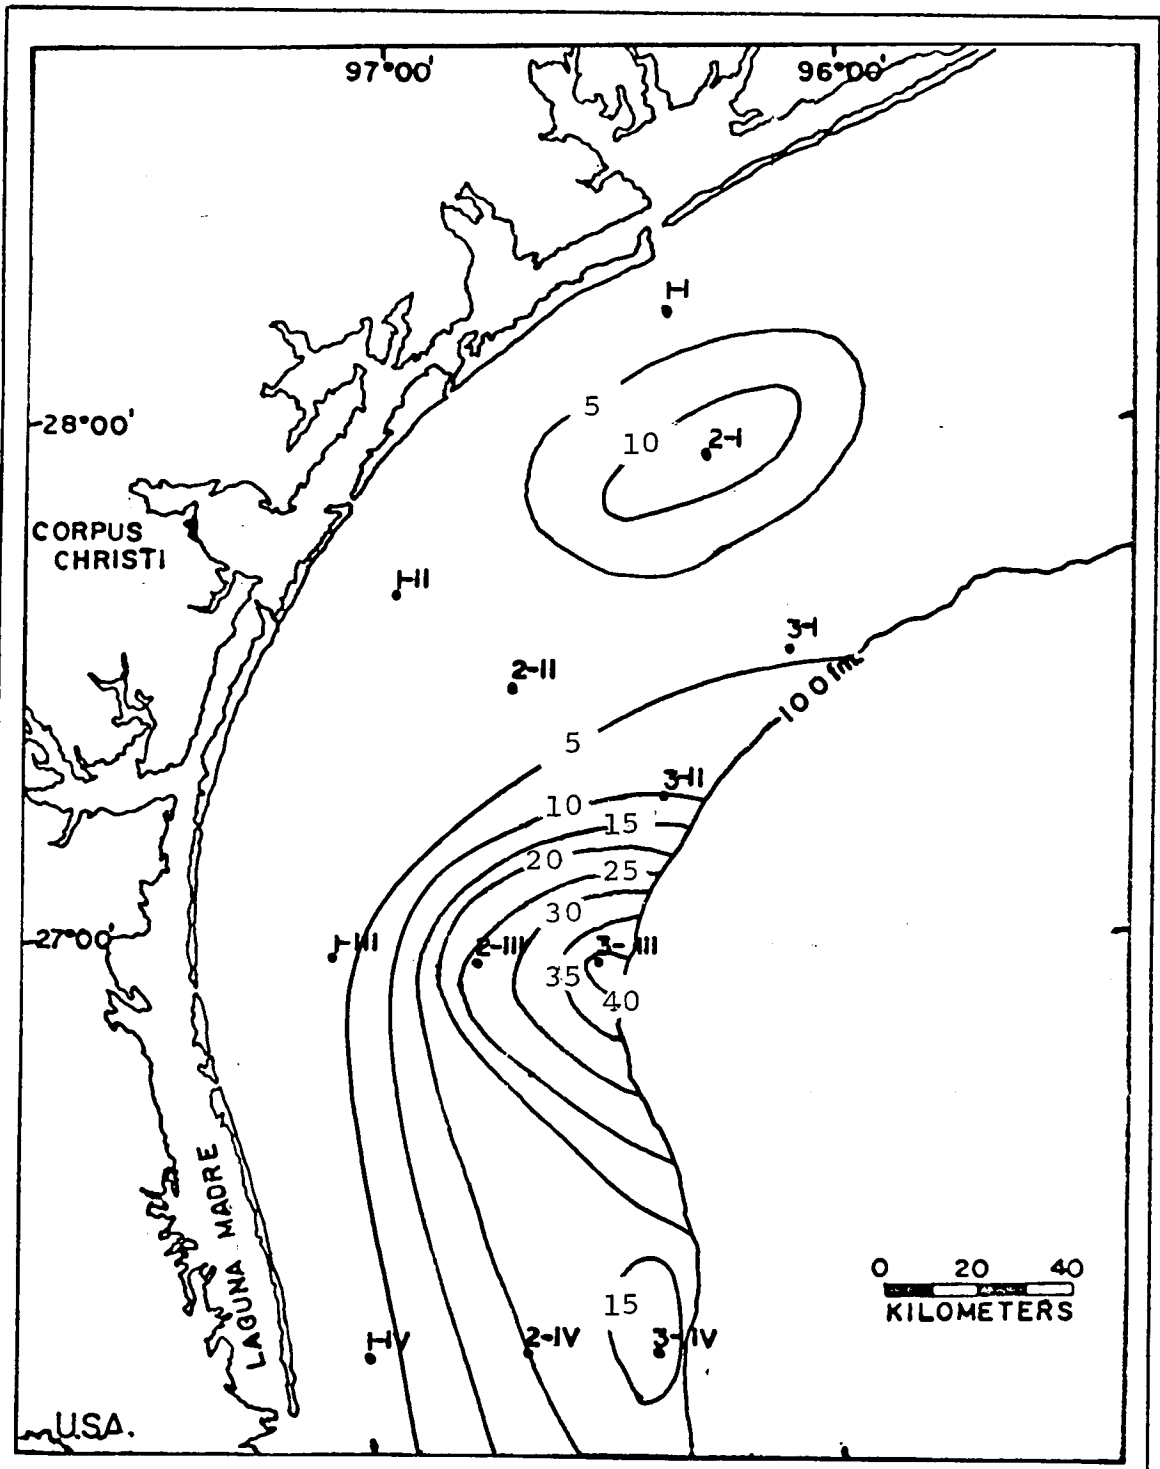 97°00'
96°00'
1-I
5
28°00'
10
2-I
CORPUS
CHRISTI
1-II
3-I
2-II
100 fm.
5
3-II
10
15
20
25
30
27°00'
1-III
2-III
3-III
35
40
LAGUNA MADRE
0 20 40
KILOMETERS
15
1-IV
2-IV
3-IV
U.S.A.